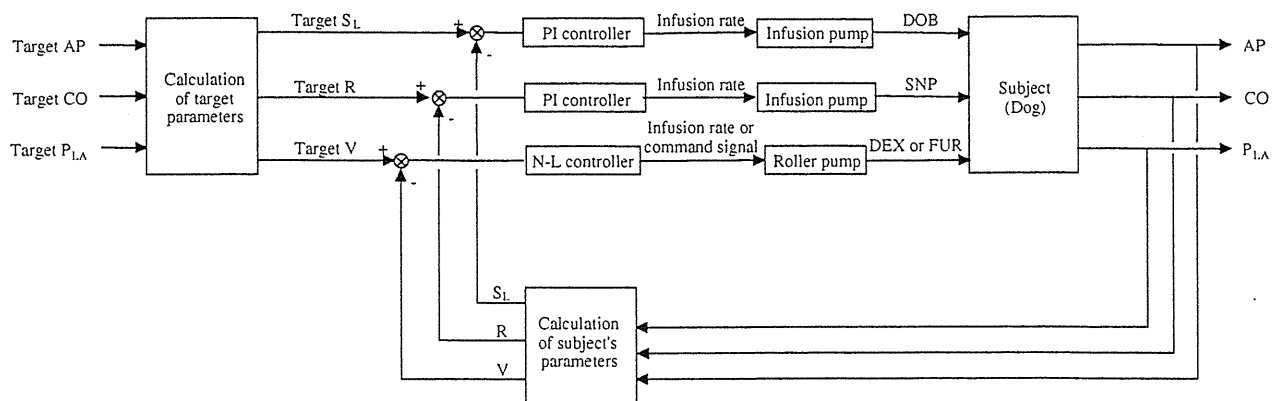 Target AP
Target CO
Target P_LA
Calculation
of target
parameters
Target S_L
Target R
Target V
+
-
+
-
+
-
PI controller
Infusion rate
Infusion pump
DOB
PI controller
Infusion rate
Infusion pump
SNP
N-L controller
Infusion rate or
command signal
Roller pump
DEX or FUR
Subject
(Dog)
AP
CO
P_LA
S_L
R
V
Calculation
of subject's
parameters